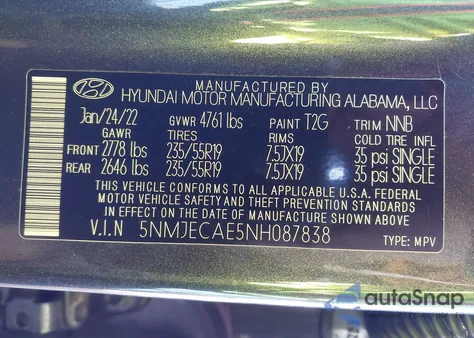 MANUFACTURED BY
HYUNDAI MOTOR MANUFACTURING ALABAMA, LLC
Jan/24/22 GVWR 4761 lbs PAINT T2G TRIM NNB
GAWR TIRES RIMS COLD TIRE INFL
FRONT 2778 lbs 235/55R19 7.5JX19 35 psi SINGLE
REAR 2646 lbs 235/55R19 7.5JX19 35 psi SINGLE
THIS VEHICLE CONFORMS TO ALL APPLICABLE U.S.A. FEDERAL
MOTOR VEHICLE SAFETY AND THEFT PREVENTION STANDARDS
IN EFFECT ON THE DATE OF MANUFACTURE SHOWN ABOVE.
V.I.N 5NMJECAE5NH087838 TYPE: MPV
autoSnap
www.autosnap.com